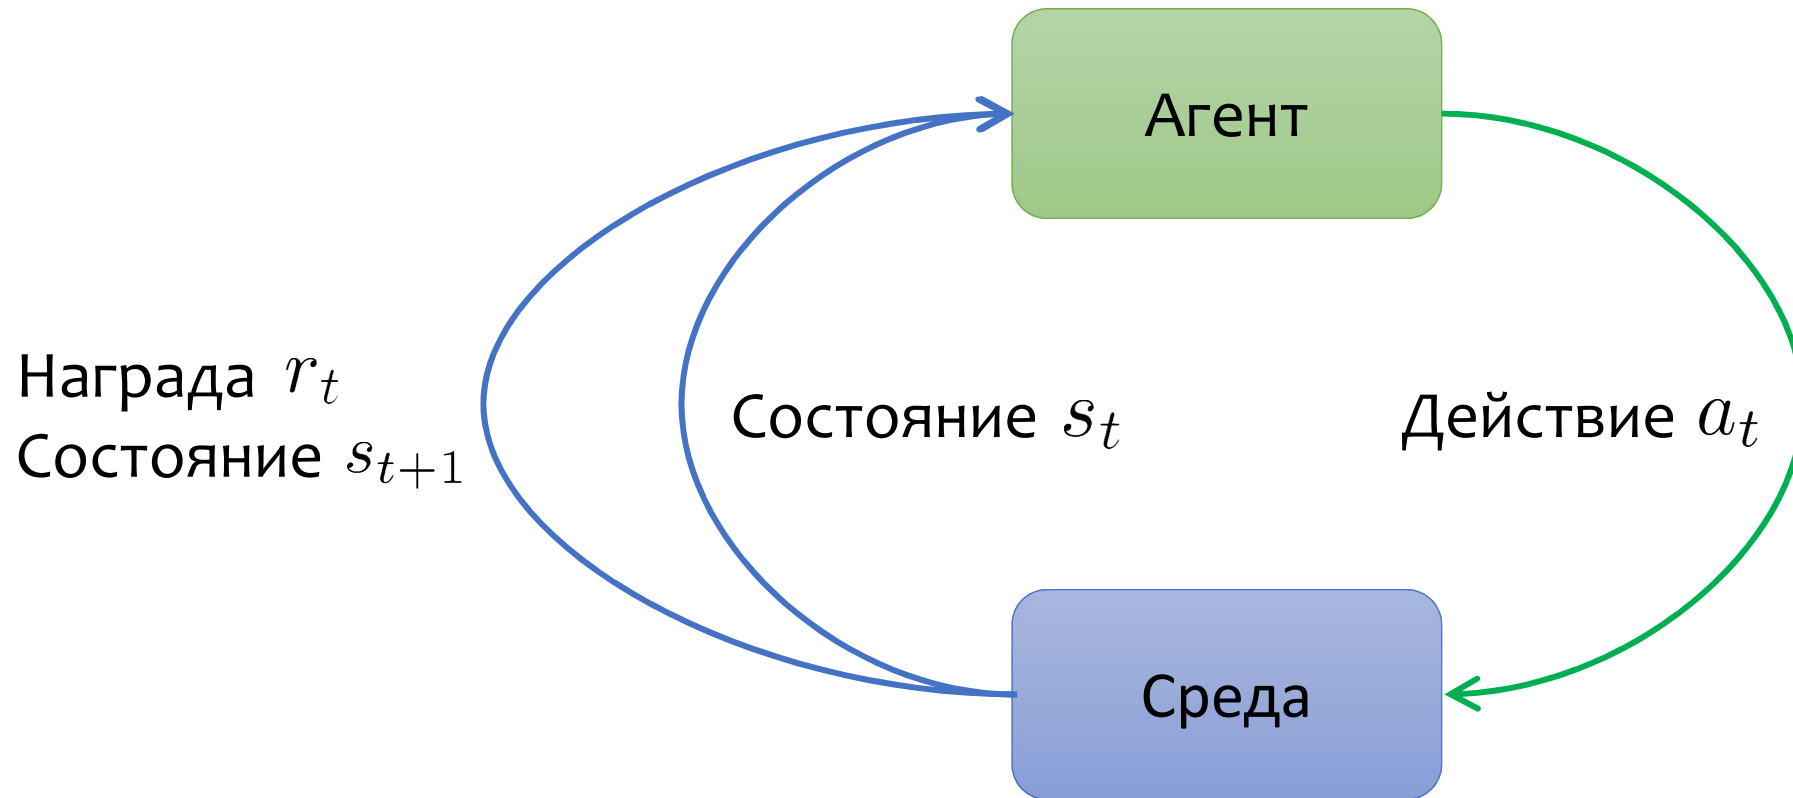 Агент
Награда r_t
Состояние s_{t+1}
Состояние s_t
Действие a_t
Среда